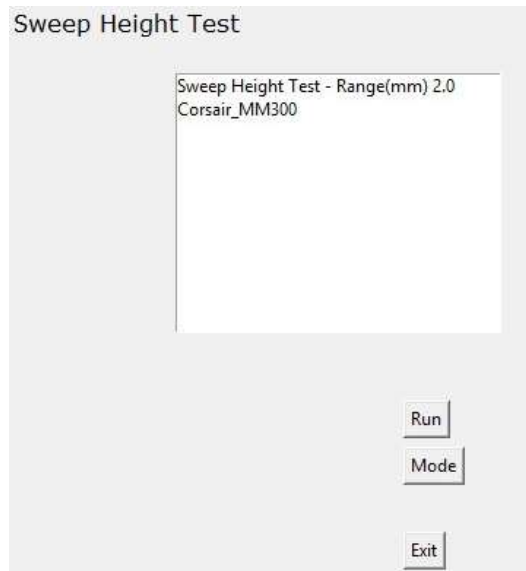 Sweep Height Test
Sweep Height Test - Range(mm) 2.0
Corsair_MM300
Run
Mode
Exit